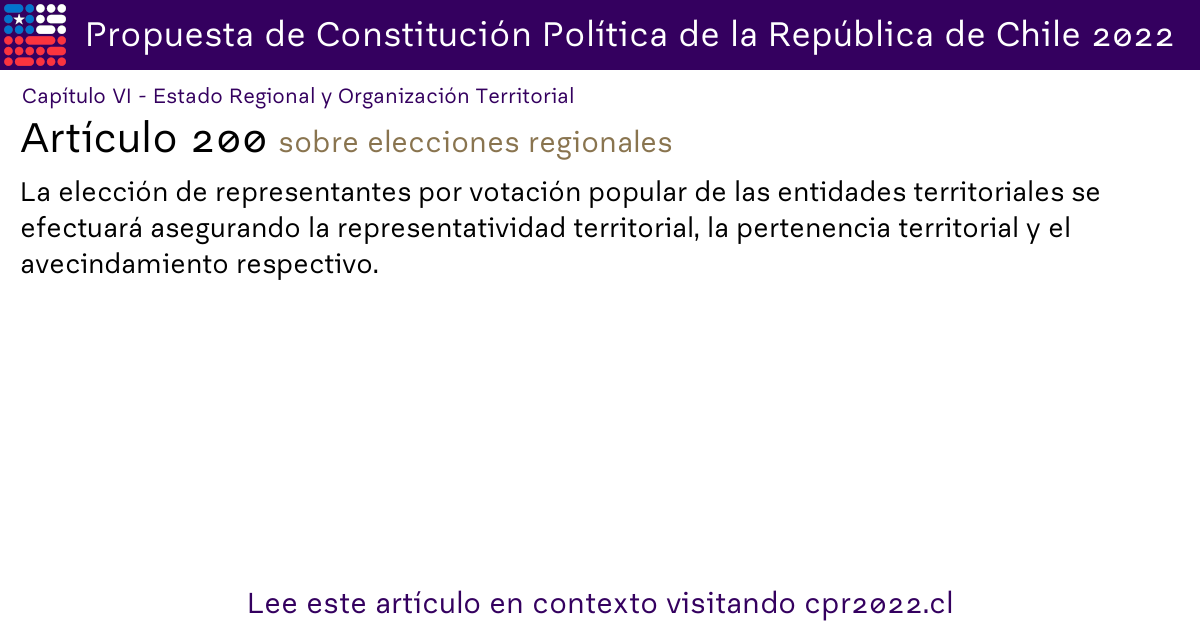 Propuesta de Constitución Política de la República de Chile 2022
Capítulo VI - Estado Regional y Organización Territorial
Artículo 200 sobre elecciones regionales
La elección de representantes por votación popular de las entidades territoriales se
efectuará asegurando la representatividad territorial, la pertenencia territorial y el
avecindamiento respectivo.
Lee este artículo en contexto visitando cpr2022.cl